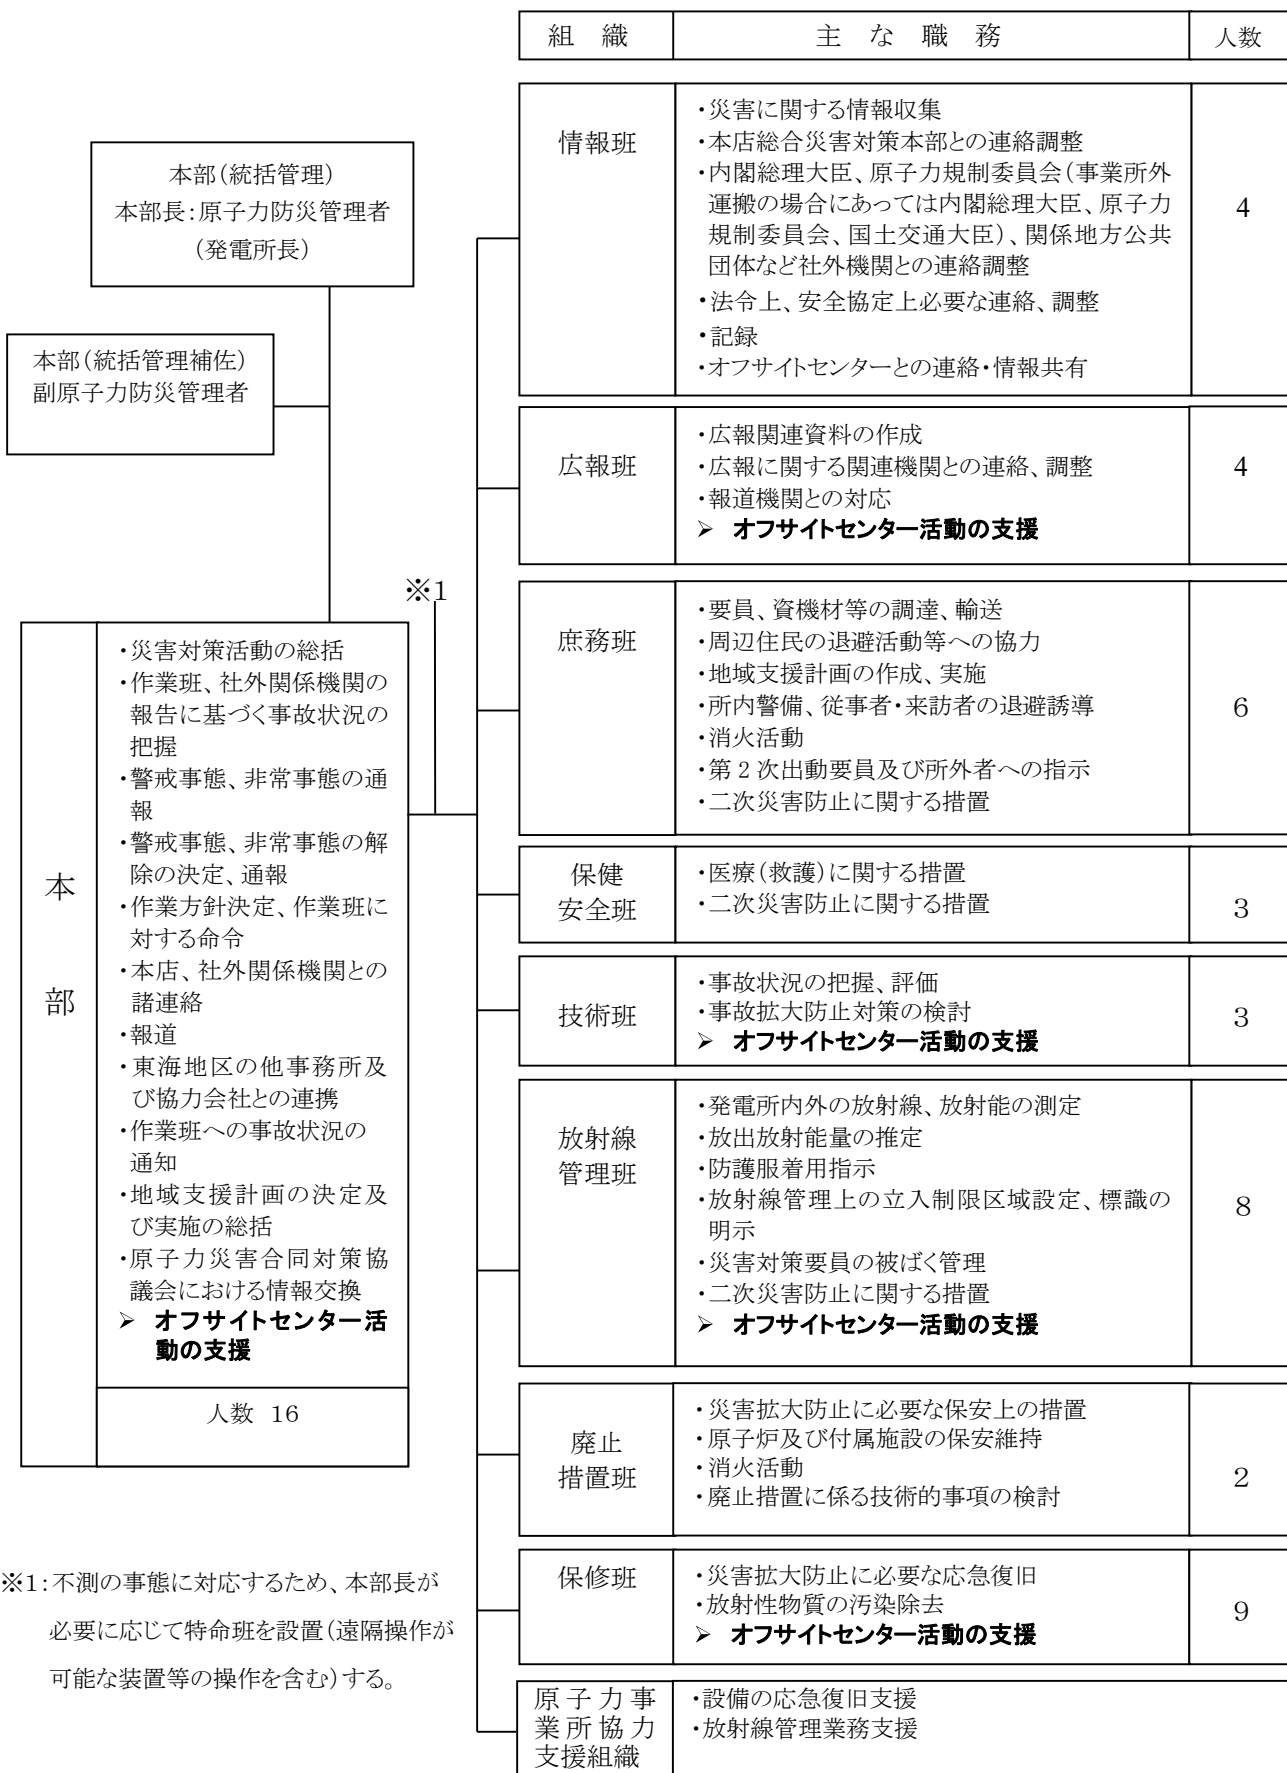 組　織　主　な　職　務　人数
本部（統括管理）
本部長：原子力防災管理者
（発電所長）
本部（統括管理補佐）
副原子力防災管理者
※1
本
部
・災害対策活動の総括
・作業班、社外関係機関の
報告に基づく事故状況の
把握
・警戒事態、非常事態の通
報
・警戒事態、非常事態の解
除の決定、通報
・作業方針決定、作業班に
対する命令
・本店、社外関係機関との
諸連絡
・報道
・東海地区の他事務所及
び協力会社との連携
・作業班への事故状況の
通知
・地域支援計画の決定及
び実施の総括
・原子力災害合同対策協
議会における情報交換
➢ オフサイトセンター活
動の支援
人数 16
※1：不測の事態に対応するため、本部長が
必要に応じて特命班を設置（遠隔操作が
可能な装置等の操作を含む）する。
情報班
・災害に関する情報収集
・本店総合災害対策本部との連絡調整
・内閣総理大臣、原子力規制委員会（事業所外
運搬の場合にあっては内閣総理大臣、原子力
規制委員会、国土交通大臣）、関係地方公共
団体など社外機関との連絡調整
・法令上、安全協定上必要な連絡、調整
・記録
・オフサイトセンターとの連絡・情報共有
4
広報班
・広報関連資料の作成
・広報に関する関連機関との連絡、調整
・報道機関との対応
➢ オフサイトセンター活動の支援
4
庶務班
・要員、資機材等の調達、輸送
・周辺住民の退避活動等への協力
・地域支援計画の作成、実施
・所内警備、従事者・来訪者の退避誘導
・消火活動
・第2次出動要員及び所外者への指示
・二次災害防止に関する措置
6
保健
安全班
・医療（救護）に関する措置
・二次災害防止に関する措置
3
技術班
・事故状況の把握、評価
・事故拡大防止対策の検討
➢ オフサイトセンター活動の支援
3
放射線
管理班
・発電所内外の放射線、放射能の測定
・放出放射能量の推定
・防護服着用指示
・放射線管理上の立入制限区域設定、標識の
明示
・災害対策要員の被ばく管理
・二次災害防止に関する措置
➢ オフサイトセンター活動の支援
8
廃止
措置班
・災害拡大防止に必要な保安上の措置
・原子炉及び付属施設の保安維持
・消火活動
・廃止措置に係る技術的事項の検討
2
保修班
・災害拡大防止に必要な応急復旧
・放射性物質の汚染除去
➢ オフサイトセンター活動の支援
9
原子力事
業所協力
支援組織
・設備の応急復旧支援
・放射線管理業務支援